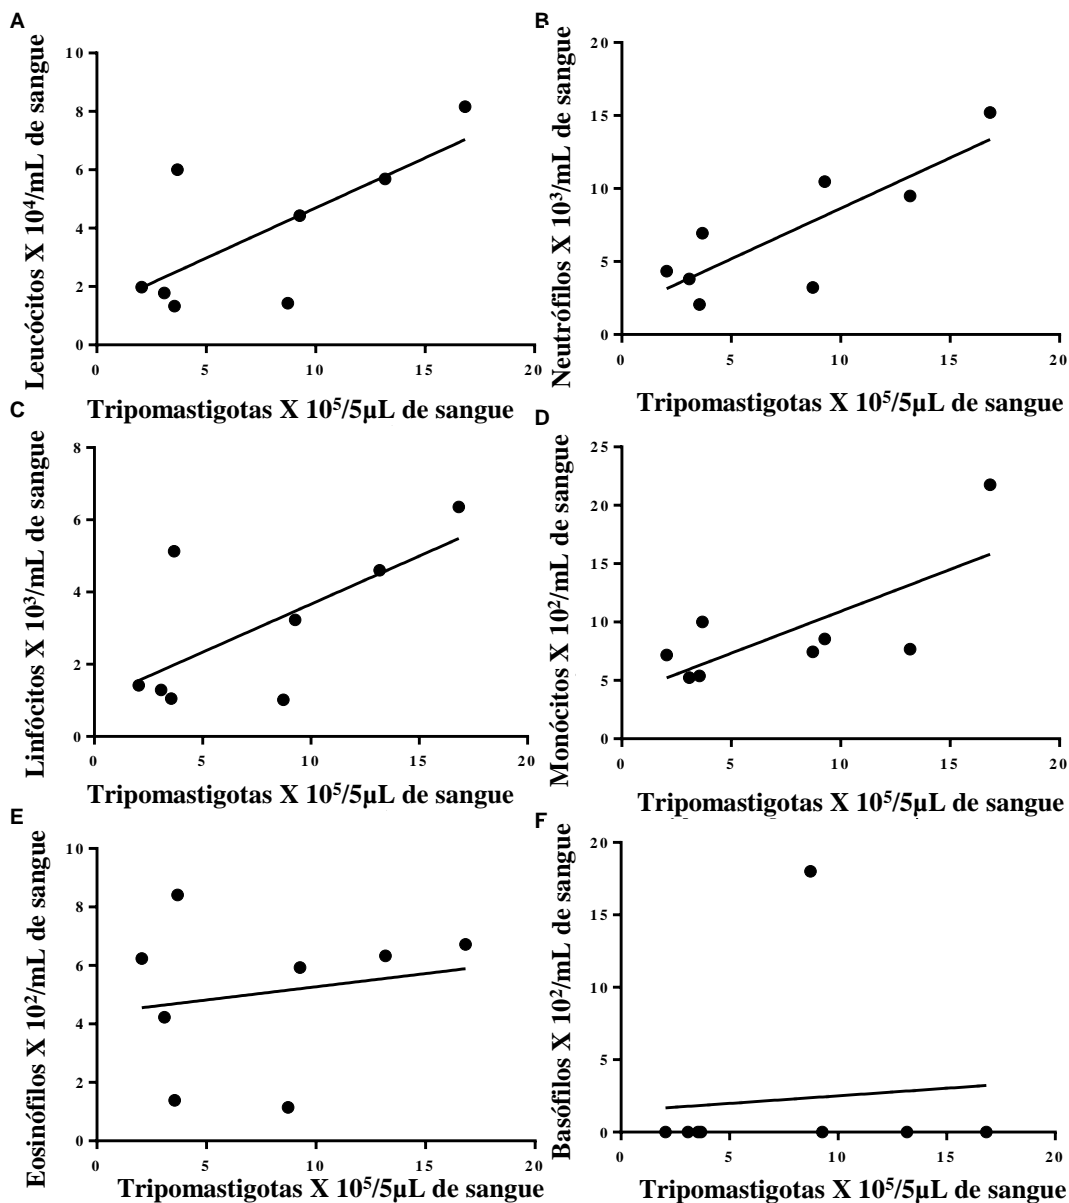 A
Leucócitos X 10⁴/mL de sangue
10
8
6
4
2
0
0 5 10 15 20
Tripomastigotas X 10⁵/5µL de sangue
B
Neutrófilos X 10³/mL de sangue
20
15
10
5
0
0 5 10 15 20
Tripomastigotas X 10⁵/5µL de sangue
C
Linfócitos X 10³/mL de sangue
8
6
4
2
0
0 5 10 15 20
Tripomastigotas X 10⁵/5µL de sangue
D
Monócitos X 10²/mL de sangue
25
20
15
10
5
0
0 5 10 15 20
Tripomastigotas X 10⁵/5µL de sangue
E
Eosinófilos X 10²/mL de sangue
10
8
6
4
2
0
0 5 10 15 20
Tripomastigotas X 10⁵/5µL de sangue
F
Basófilos X 10²/mL de sangue
20
15
10
5
0
0 5 10 15 20
Tripomastigotas X 10⁵/5µL de sangue